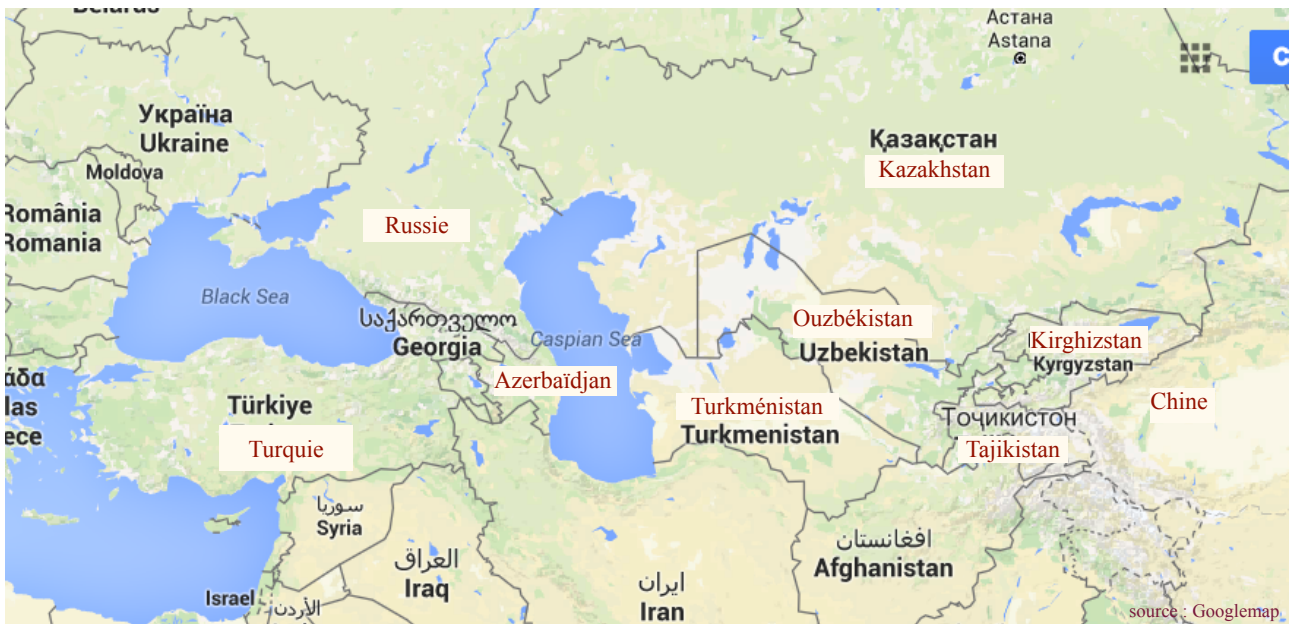 Belarus
Астана
Astana
C
Україна
Ukraine
Қазақстан
Kazakhstan
Moldova
România
Romania
Russie
Black Sea
საქართველო
Georgia
Caspian Sea
Ouzbékistan
Uzbekistan
Kirghizstan
Kyrgyzstan
Azerbaïdjan
Türkiye
Turquie
Turkménistan
Turkmenistan
Chine
Тоҷикистон
Tajikistan
سوريا
Syria
العراق
Iraq
ایران
Iran
افغانستان
Afghanistan
Israel
الأردن
source : Googlemap